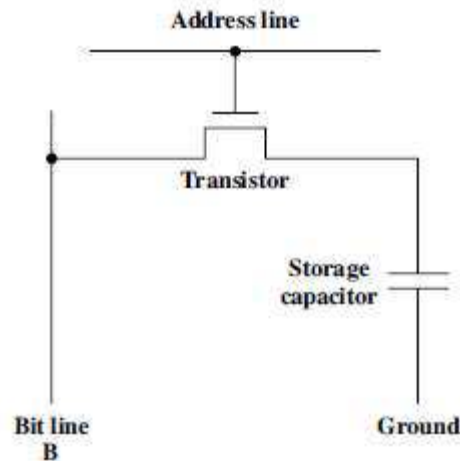 Address line
Transistor
Storage
capacitor
Bit line
B
Ground